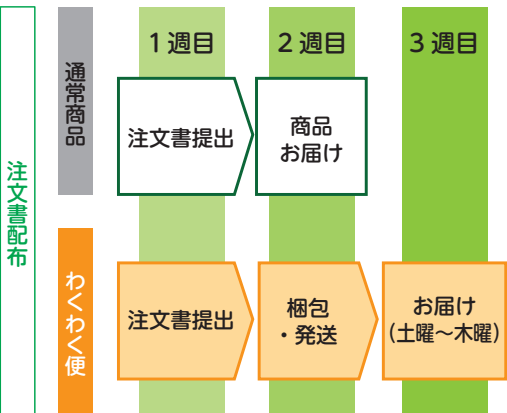 注文書配布
1週目
2週目
3週目
通常商品
注文書提出
商品
お届け
わくわく便
注文書提出
梱包
・発送
お届け
(土曜〜木曜)